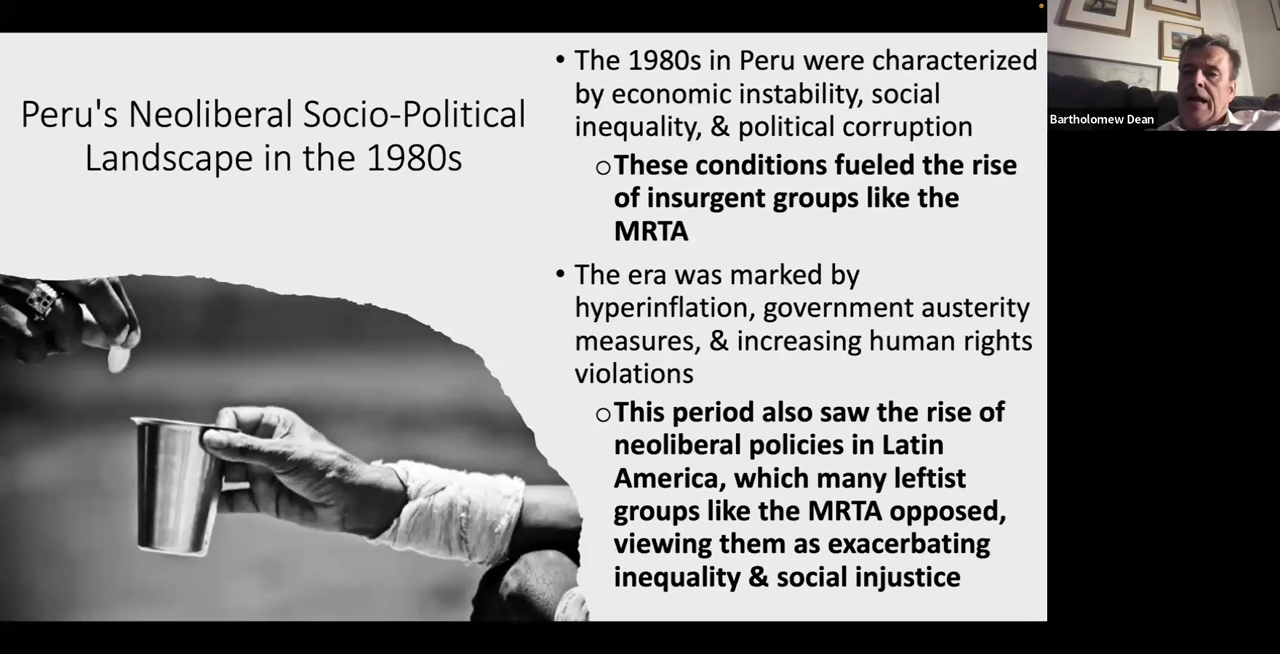 Peru's Neoliberal Socio-Political
Landscape in the 1980s
• The 1980s in Peru were characterized
by economic instability, social
inequality, & political corruption
o These conditions fueled the rise
of insurgent groups like the
MRTA
• The era was marked by
hyperinflation, government austerity
measures, & increasing human rights
violations
o This period also saw the rise of
neoliberal policies in Latin
America, which many leftist
groups like the MRTA opposed,
viewing them as exacerbating
inequality & social injustice
Bartholomew Dean